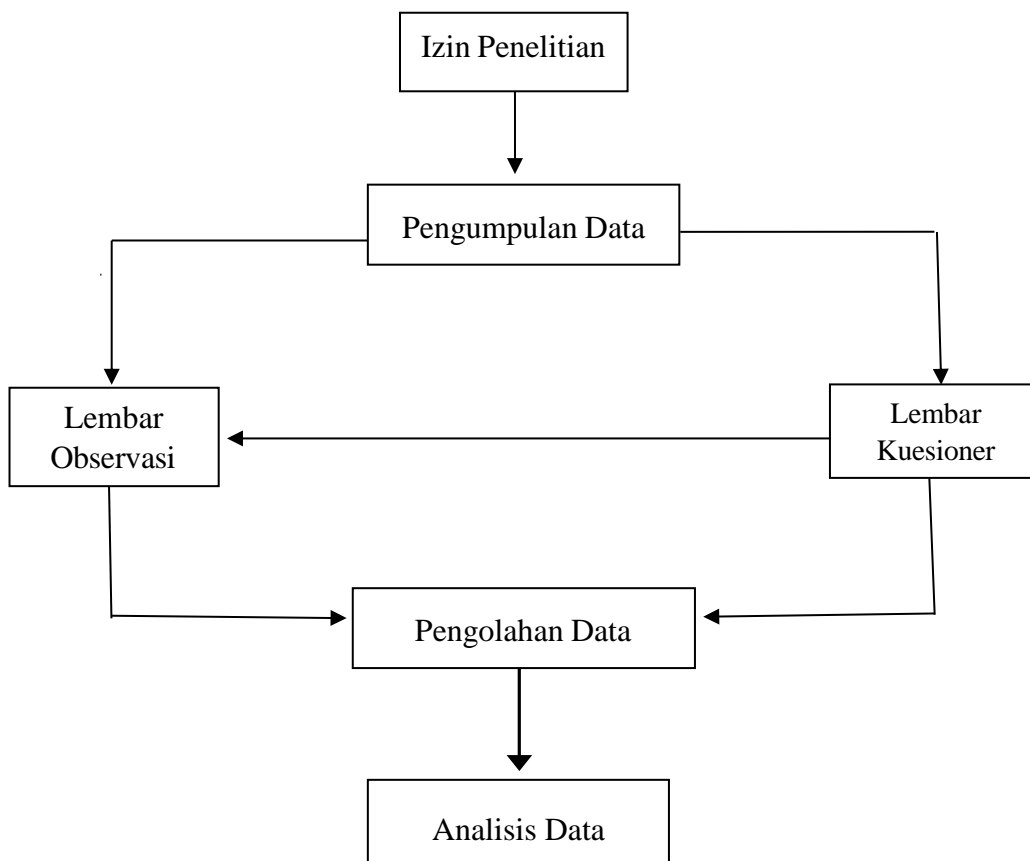 Izin Penelitian
Pengumpulan Data
Lembar
Observasi
Lembar
Kuesioner
Pengolahan Data
Analisis Data